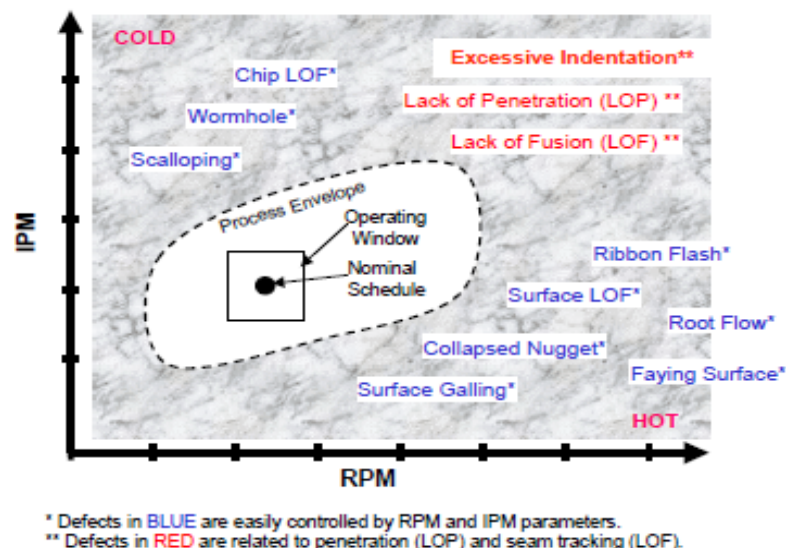 COLD
Excessive Indentation**
Chip LOF*
Lack of Penetration (LOP) **
Wormhole*
Lack of Fusion (LOF) **
Scalloping*
Process Envelope
Operating
Window
Nominal
Schedule
IPM
Ribbon Flash*
Surface LOF*
Root Flow*
Collapsed Nugget*
Faying Surface*
Surface Galling*
HOT
RPM
* Defects in BLUE are easily controlled by RPM and IPM parameters.
** Defects in RED are related to penetration (LOP) and seam tracking (LOF).